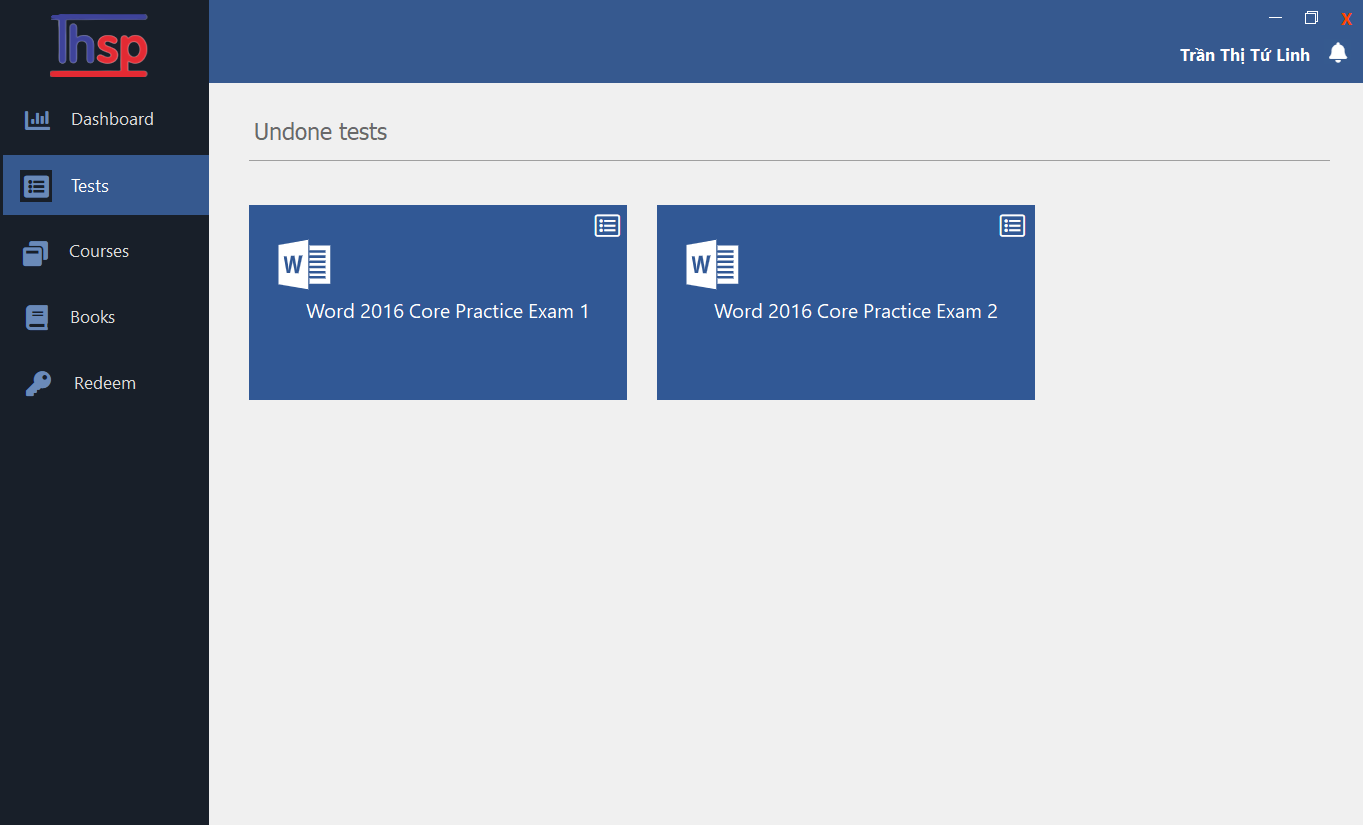 Thsp
X
Trần Thị Tứ Linh
Dashboard
Tests
Courses
Books
Redeem
Undone tests
W
Word 2016 Core Practice Exam 1
W
Word 2016 Core Practice Exam 2